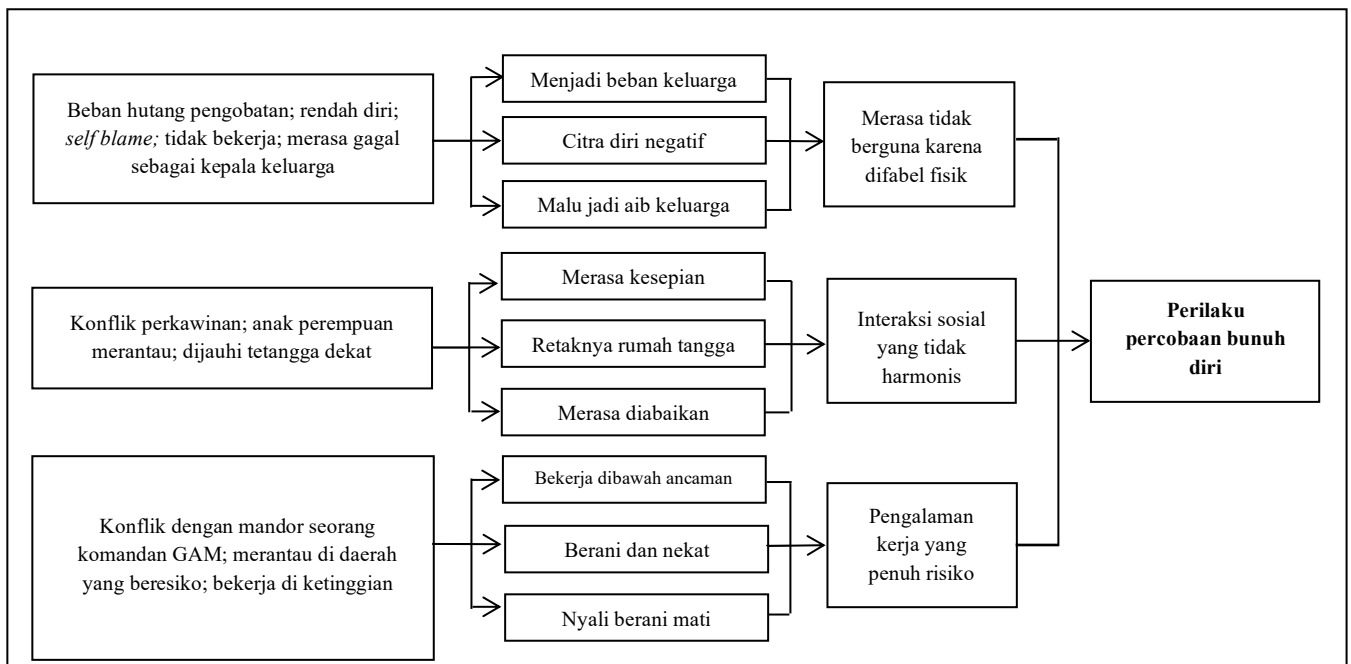 Beban hutang pengobatan; rendah diri;
self blame; tidak bekerja; merasa gagal
sebagai kepala keluarga
Menjadi beban keluarga
Citra diri negatif
Malu jadi aib keluarga
Merasa tidak
berguna karena
difabel fisik
Konflik perkawinan; anak perempuan
merantau; dijauhi tetangga dekat
Merasa kesepian
Retaknya rumah tangga
Merasa diabaikan
Interaksi sosial
yang tidak
harmonis
Konflik dengan mandor seorang
komandan GAM; merantau di daerah
yang beresiko; bekerja di ketinggian
Bekerja dibawah ancaman
Berani dan nekat
Nyali berani mati
Pengalaman
kerja yang
penuh risiko
Perilaku
percobaan bunuh
diri